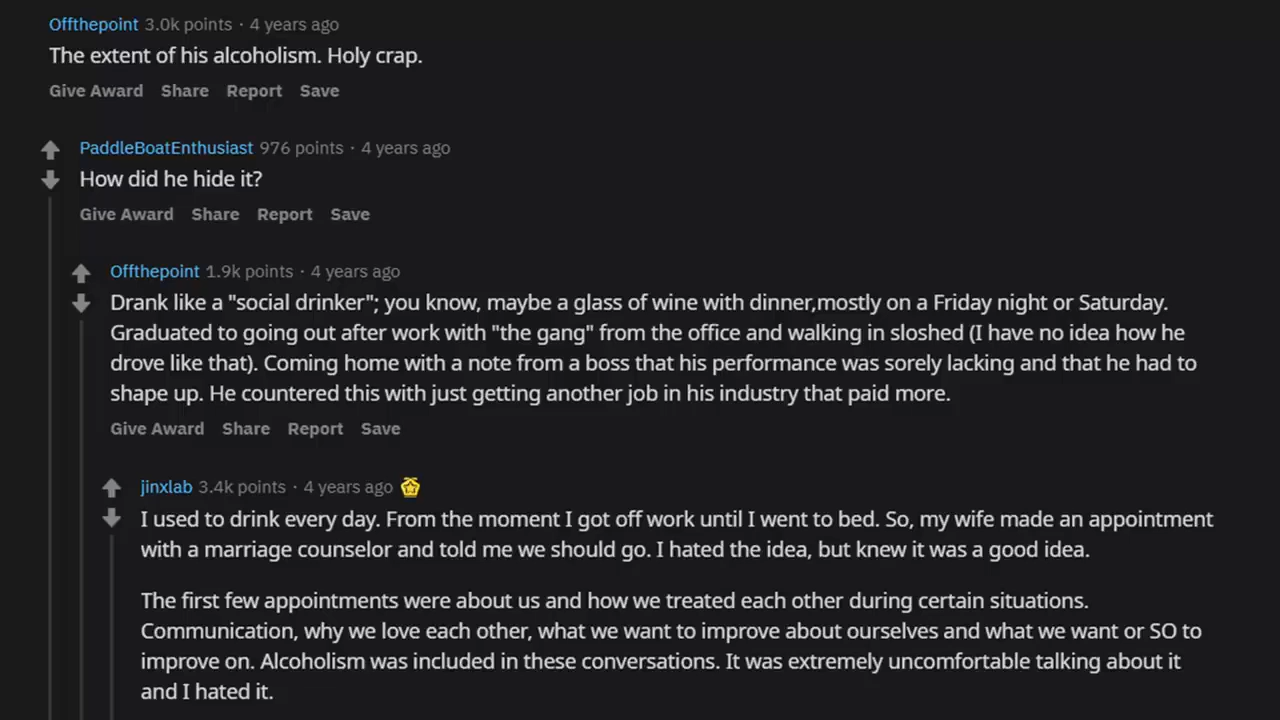 Offthepoint 3.0k points · 4 years ago
The extent of his alcoholism. Holy crap.
Give Award Share Report Save
PaddleBoatEnthusiast 976 points · 4 years ago
How did he hide it?
Give Award Share Report Save
Offthepoint 1.9k points · 4 years ago
Drank like a "social drinker"; you know, maybe a glass of wine with dinner,mostly on a Friday night or Saturday.
Graduated to going out after work with "the gang" from the office and walking in sloshed (I have no idea how he
drove like that). Coming home with a note from a boss that his performance was sorely lacking and that he had to
shape up. He countered this with just getting another job in his industry that paid more.
Give Award Share Report Save
jinxlab 3.4k points · 4 years ago
I used to drink every day. From the moment I got off work until I went to bed. So, my wife made an appointment
with a marriage counselor and told me we should go. I hated the idea, but knew it was a good idea.
The first few appointments were about us and how we treated each other during certain situations.
Communication, why we love each other, what we want to improve about ourselves and what we want or SO to
improve on. Alcoholism was included in these conversations. It was extremely uncomfortable talking about it
and I hated it.